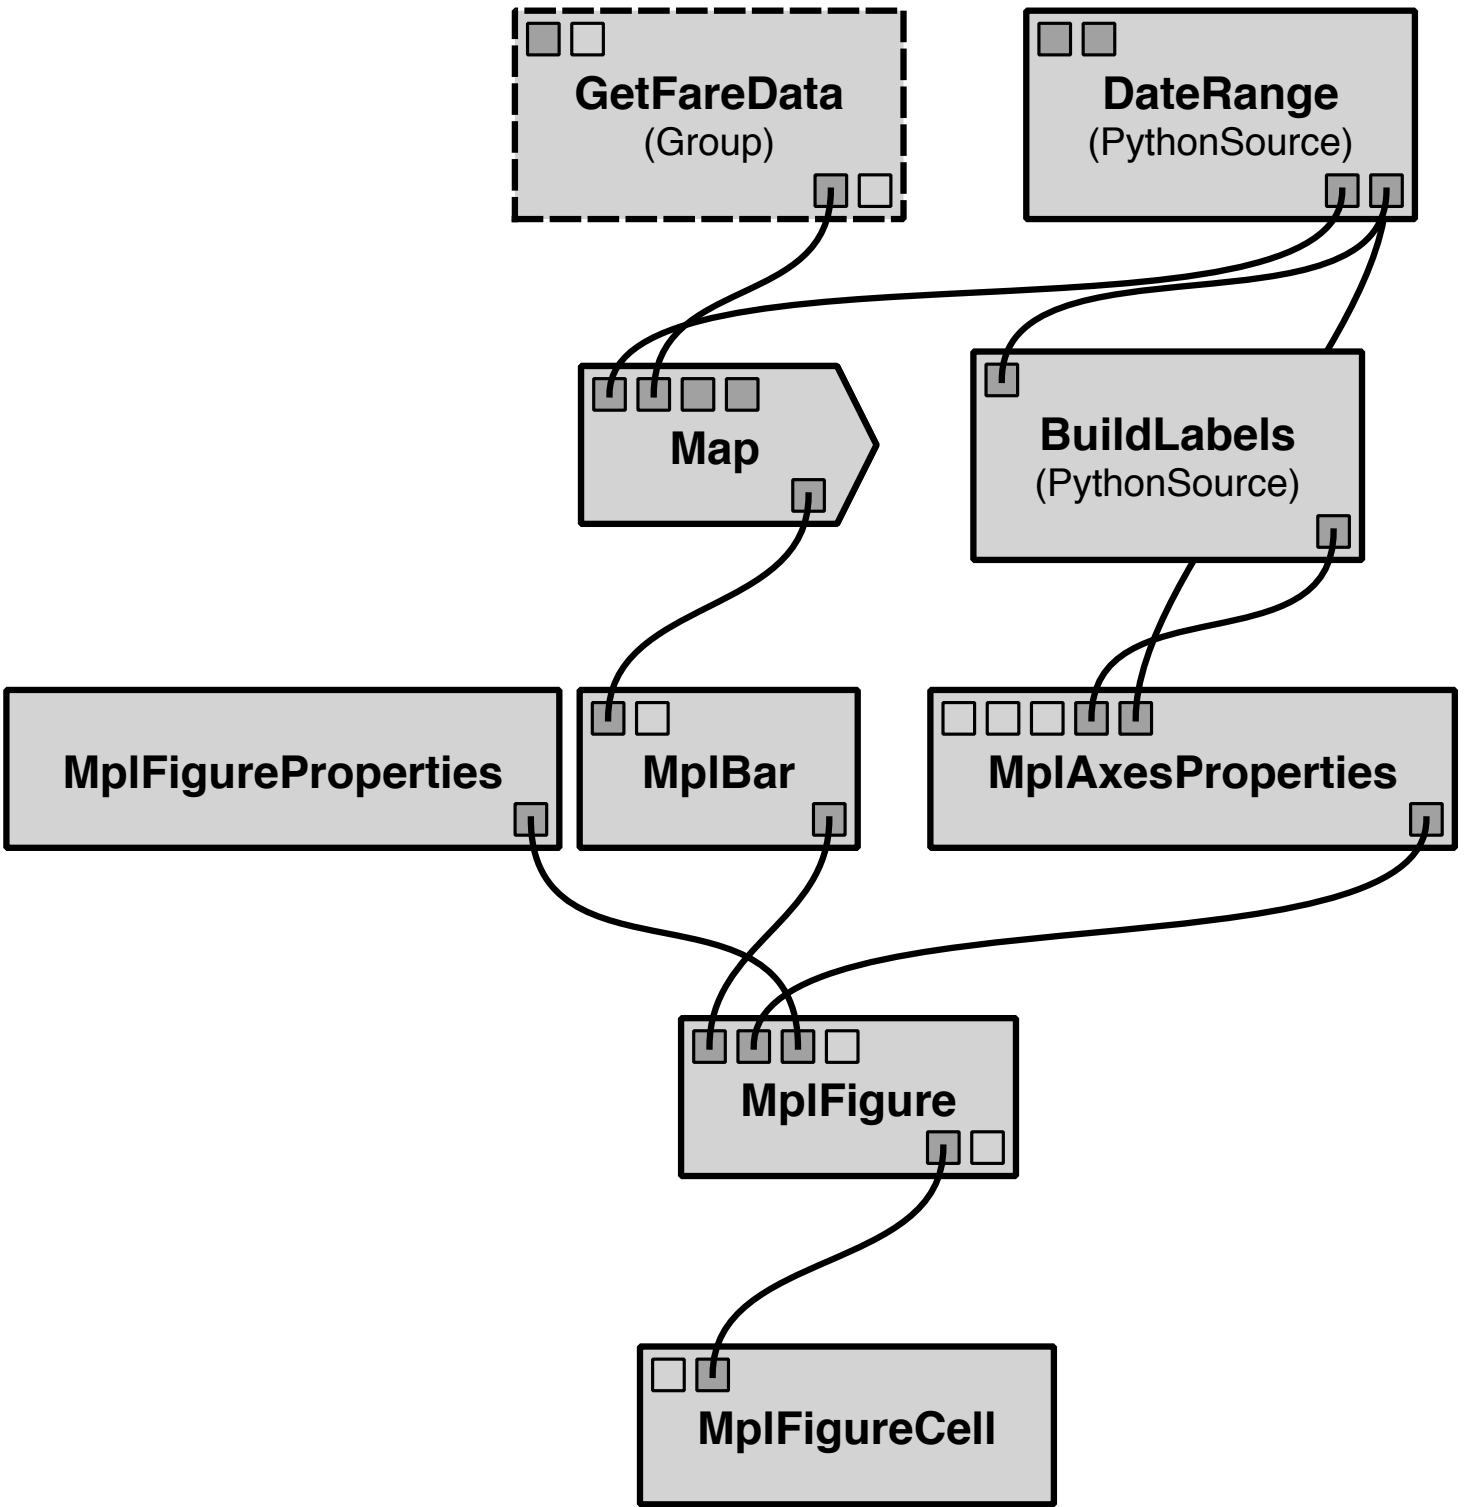 GetFareData
(Group)
DateRange
(PythonSource)
Map
BuildLabels
(PythonSource)
MplFigureProperties
MplBar
MplAxesProperties
MplFigure
MplFigureCell